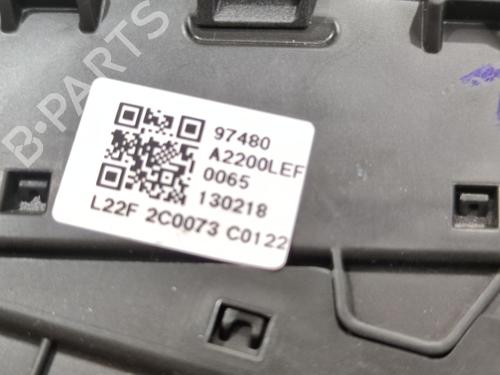 B-PARTS
97480
A2200LEF
0065
130218
L22F 2C0073 C0122